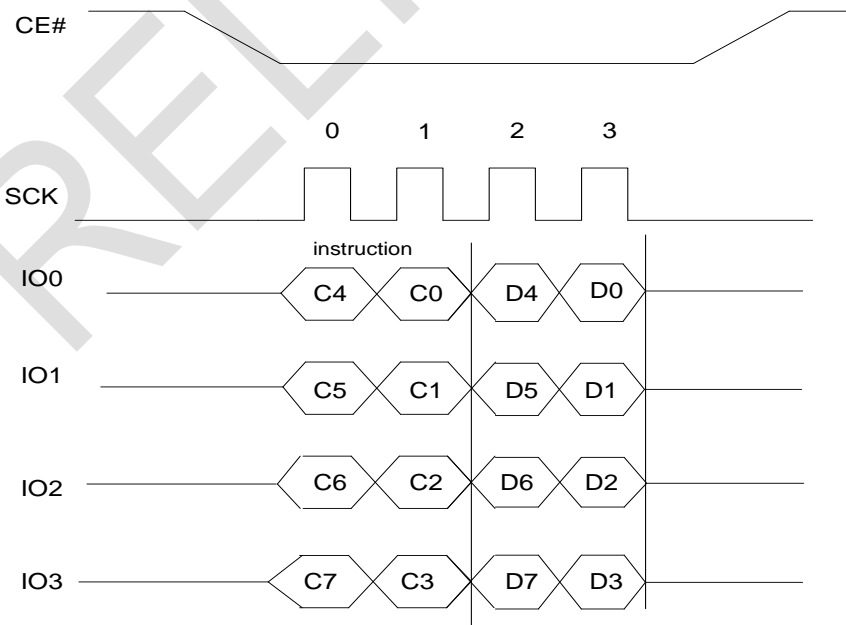 CE#
0 1 2 3
SCK
instruction
IO0 C4 C0 D4 D0
IO1 C5 C1 D5 D1
IO2 C6 C2 D6 D2
IO3 C7 C3 D7 D3